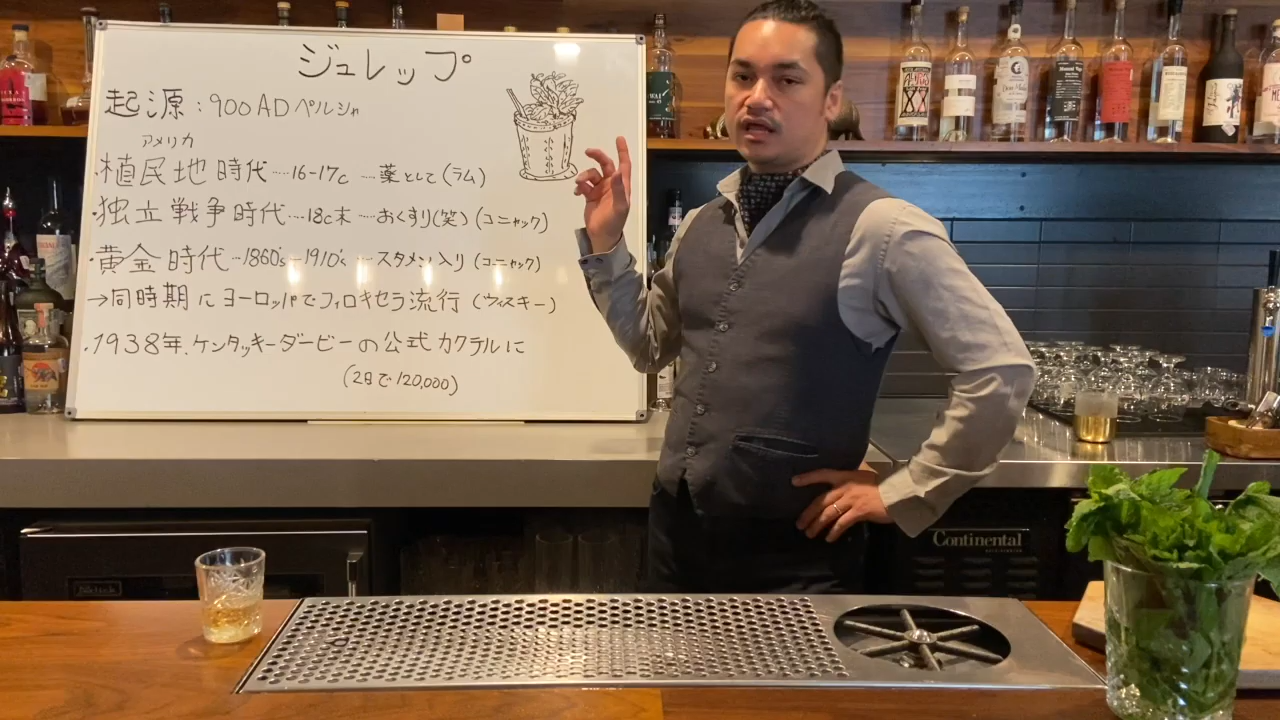 ジュレップ
起源：900AD ペルシャ
アメリカ
・植民地時代…16-17c …薬として(ラム)
・独立戦争時代…18c末 …おくすり(笑)(コニャック)
・黄金時代…1860's-1910's …スタメン入り(コニャック)
→同時期にヨーロッパでフィロキセラ流行(ウィスキー)
・1938年.ケンタッキーダービーの公式カクテルに
(2日で120,000)
Continental